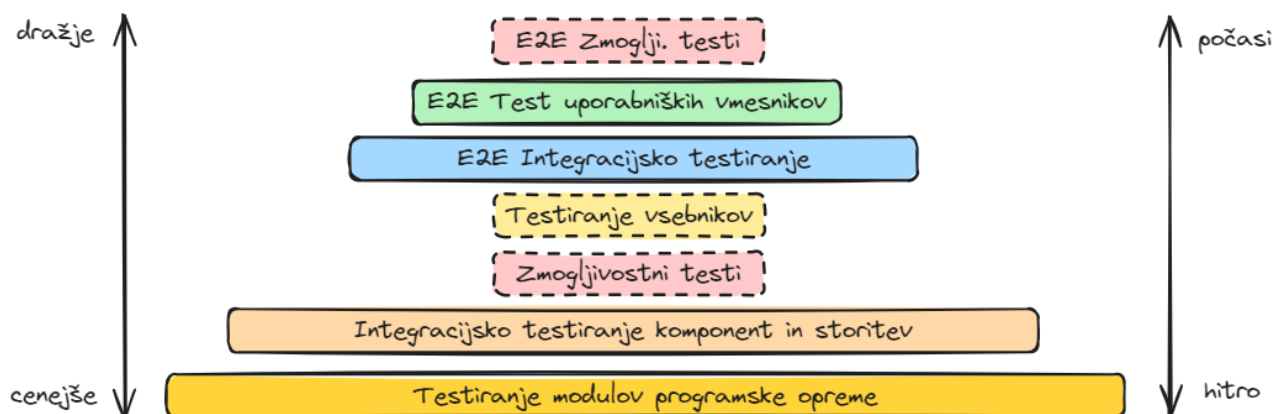 dražje
počasi
E2E Zmoglji. testi
E2E Test uporabniških vmesnikov
E2E Integracijsko testiranje
Testiranje vsebnikov
Zmogljivostni testi
Integracijsko testiranje komponent in storitev
Testiranje modulov programske opreme
cenejše
hitro